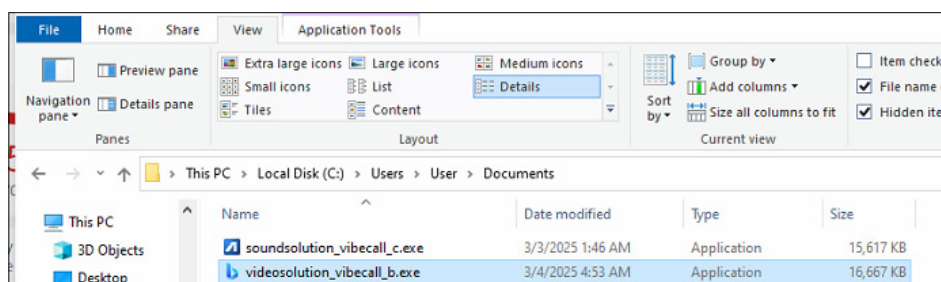 File Home Share View Application Tools
Preview pane Extra large icons Large icons Medium icons Group by Item check
Small icons List Details Add columns File name
Navigation pane Details pane Tiles Content Sort by Size all columns to fit Hidden ite
Panes Layout Current view
This PC > Local Disk (C:) > Users > User > Documents
This PC Name Date modified Type Size
3D Objects soundsolution_vibecall_c.exe 3/3/2025 1:46 AM Application 15,617 KB
Desktop videosolution_vibecall_b.exe 3/4/2025 4:53 AM Application 16,667 KB